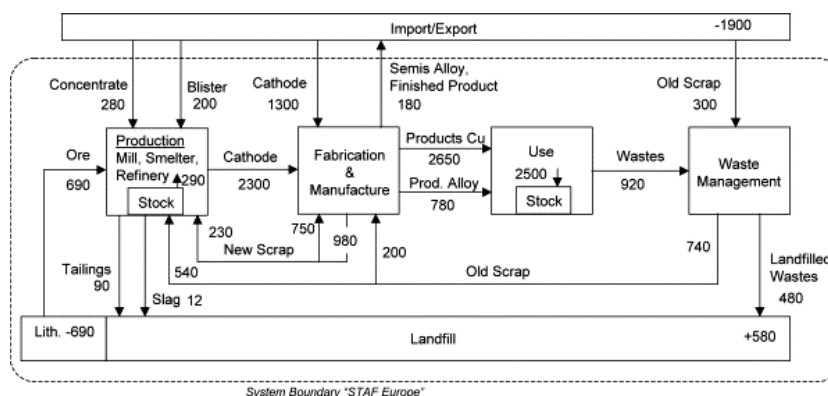 Import/Export -1900
Concentrate 280
Blister 200
Cathode 1300
Semis Alloy, Finished Product 180
Old Scrap 300
Ore 690
Production
Mill, Smelter, Refinery 290
Stock
Cathode 2300
Fabrication & Manufacture
Products Cu 2650
Prod. Alloy 780
Use
2500
Stock
Wastes 920
Waste Management
230
750
980
New Scrap
540
200
Old Scrap
740
Tailings 90
Slag 12
Landfilled Wastes 480
Lith. -690
Landfill
+580
System Boundary "STAF Europe"